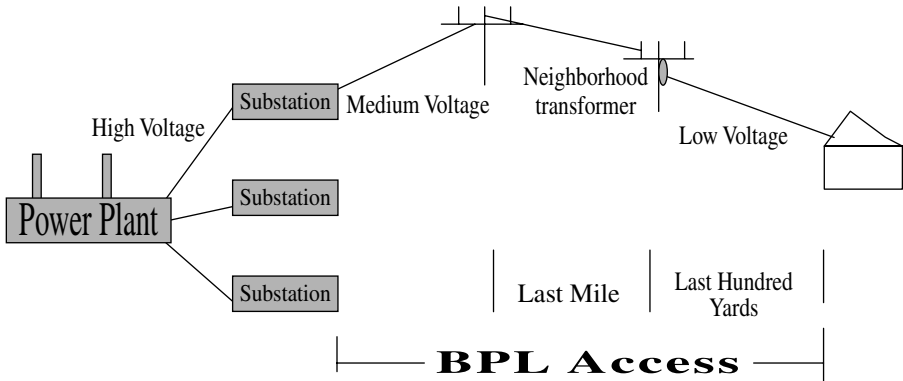 Neighborhood
transformer
Substation
Medium Voltage
High Voltage
Low Voltage
Substation
Power Plant
Substation
Last Mile
Last Hundred
Yards
BPL Access